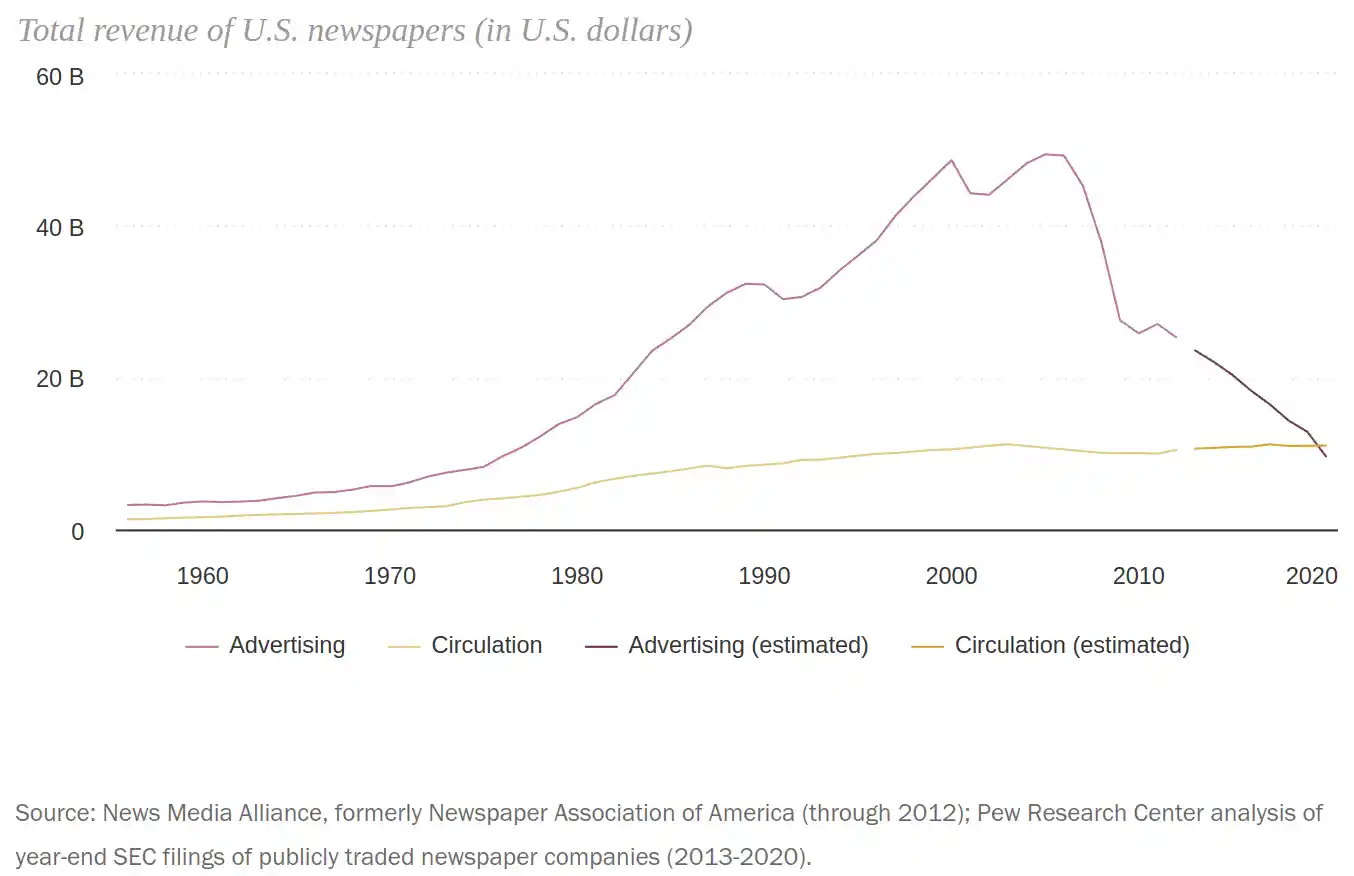 Total revenue of U.S. newspapers (in U.S. dollars)
60 B
40 B
20 B
0
1960 1970 1980 1990 2000 2010 2020
Advertising Circulation Advertising (estimated) Circulation (estimated)
Source: News Media Alliance, formerly Newspaper Association of America (through 2012); Pew Research Center analysis of
year-end SEC filings of publicly traded newspaper companies (2013-2020).